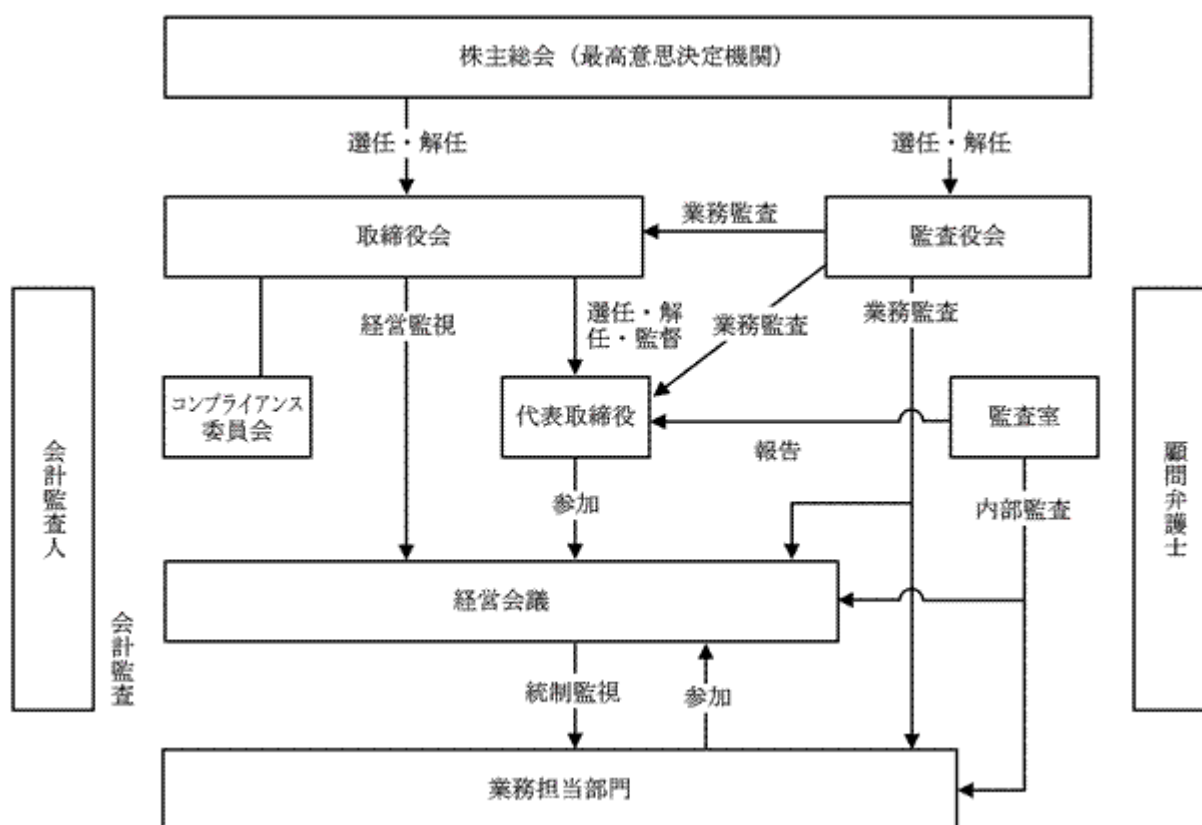 株主総会（最高意思決定機関）
選任・解任
選任・解任
取締役会
業務監査
監査役会
経営監視
選任・解
任・監督
業務監査
業務監査
コンプライアンス
委員会
代表取締役
監査室
報告
会計監査人
顧問弁護士
参加
内部監査
経営会議
会計監査
統制監視
参加
業務担当部門